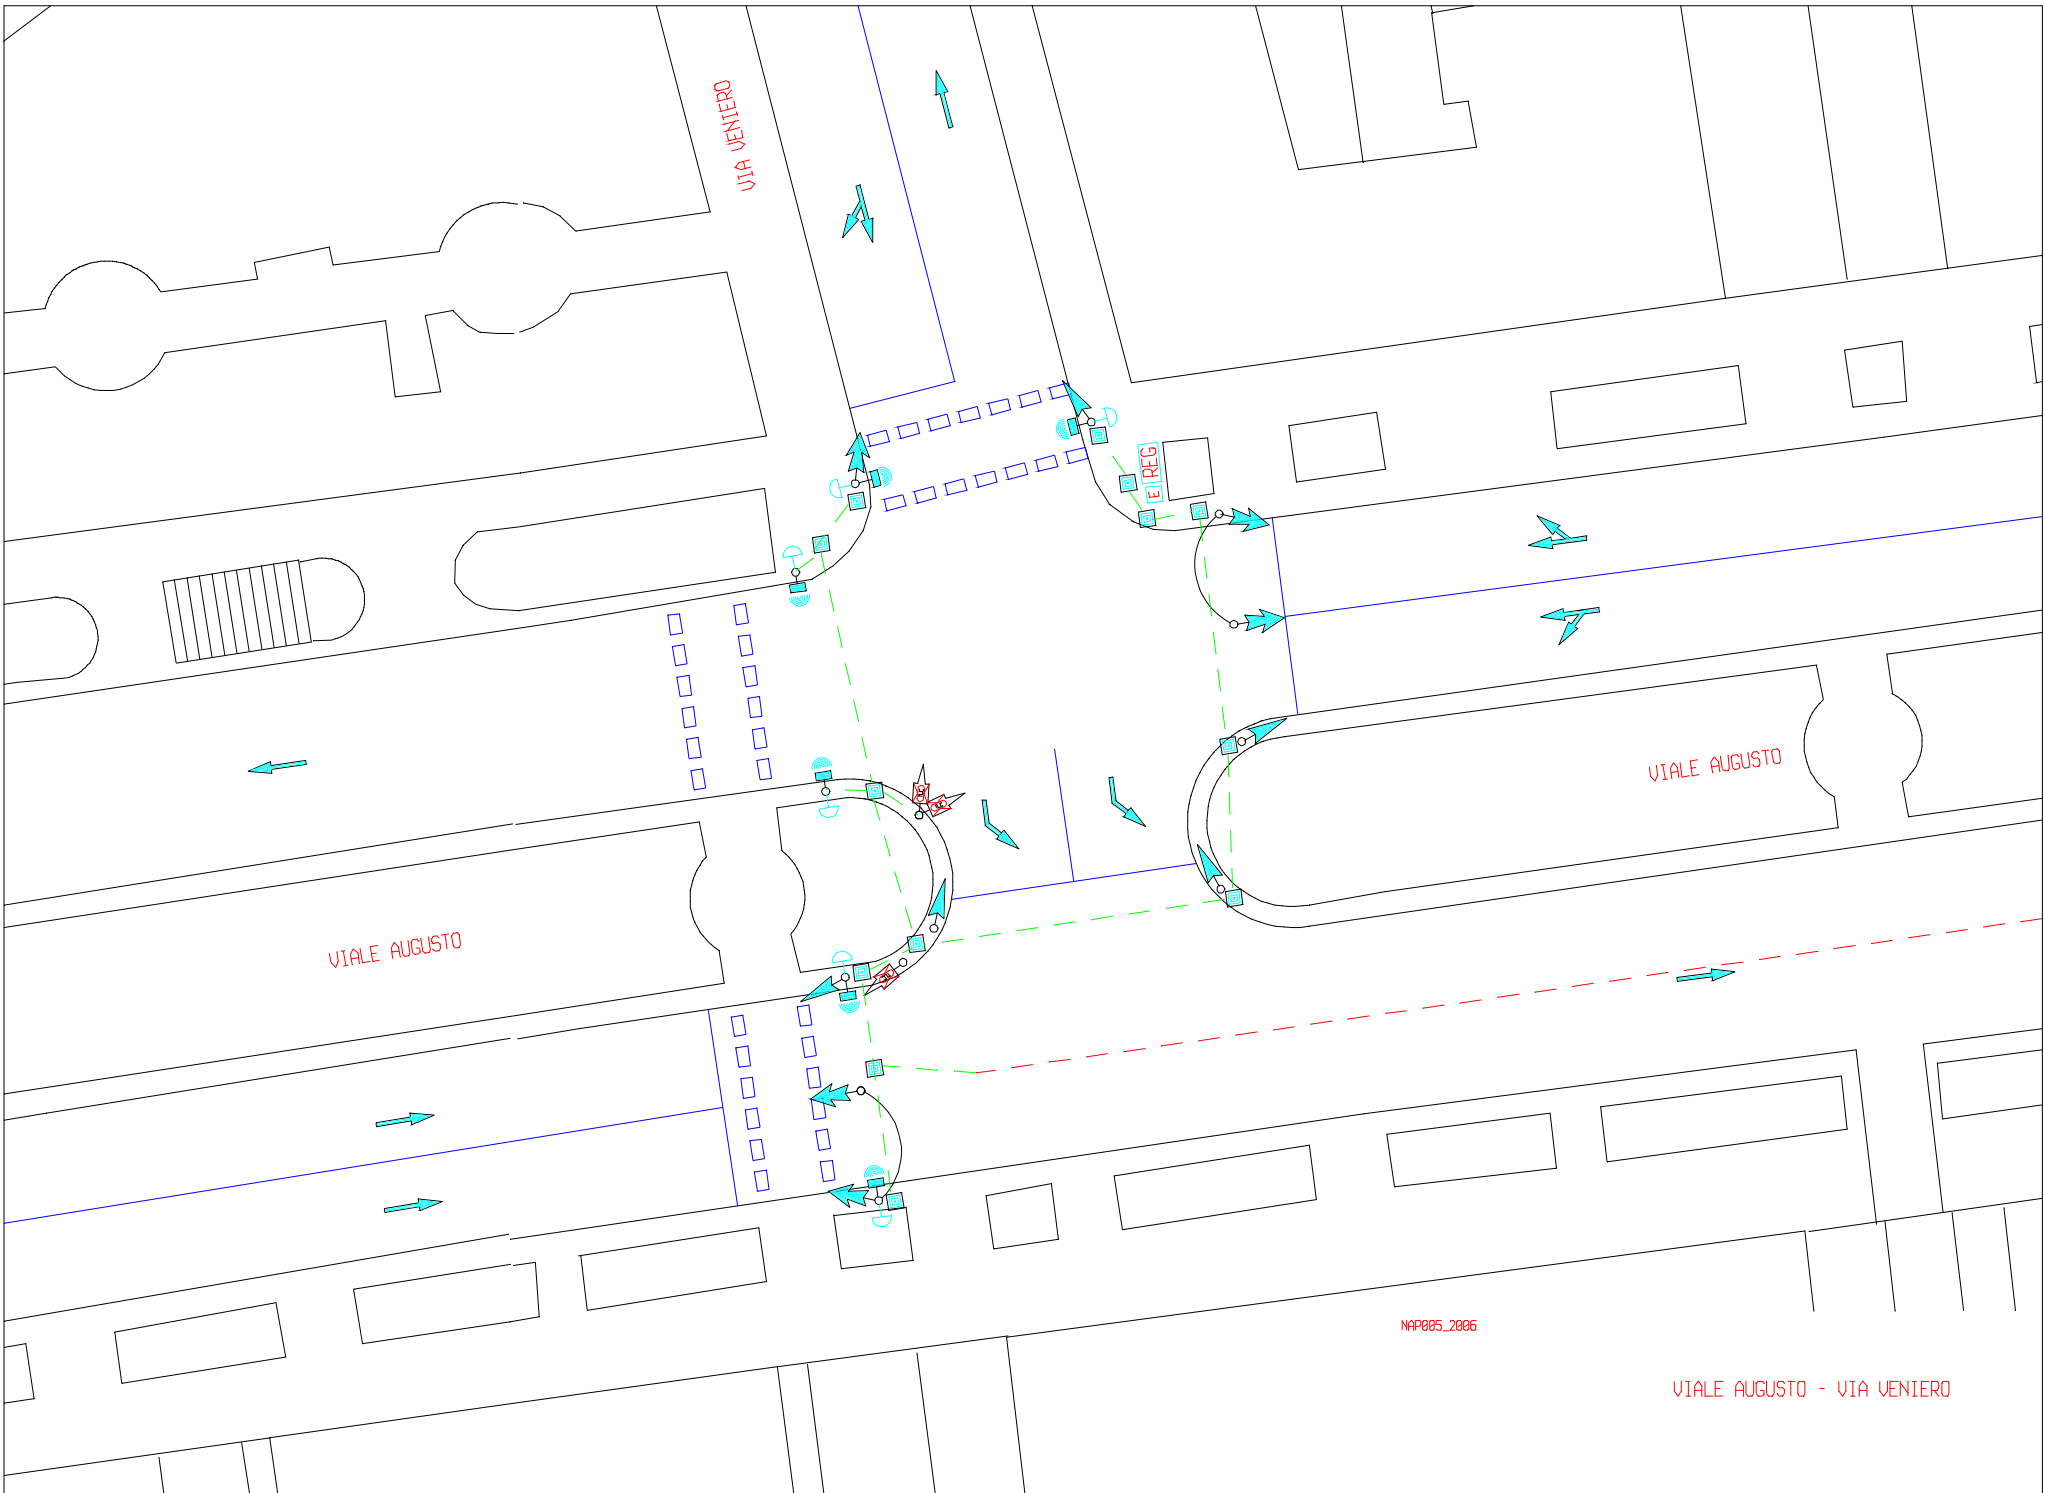 VIA VENIERO
E REG
VIALE AUGUSTO
VIALE AUGUSTO
NAP005_2006
VIALE AUGUSTO - VIA VENIERO